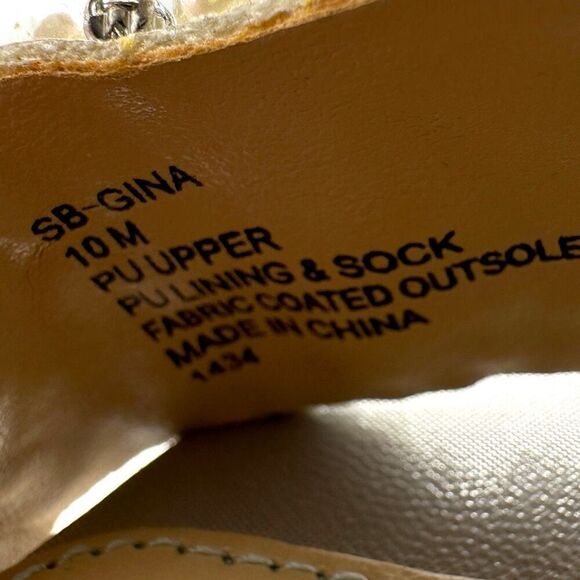 SB-GINA
10 M
PU UPPER
PU LINING & SOCK
FABRIC COATED OUTSOLE
MADE IN CHINA
1434